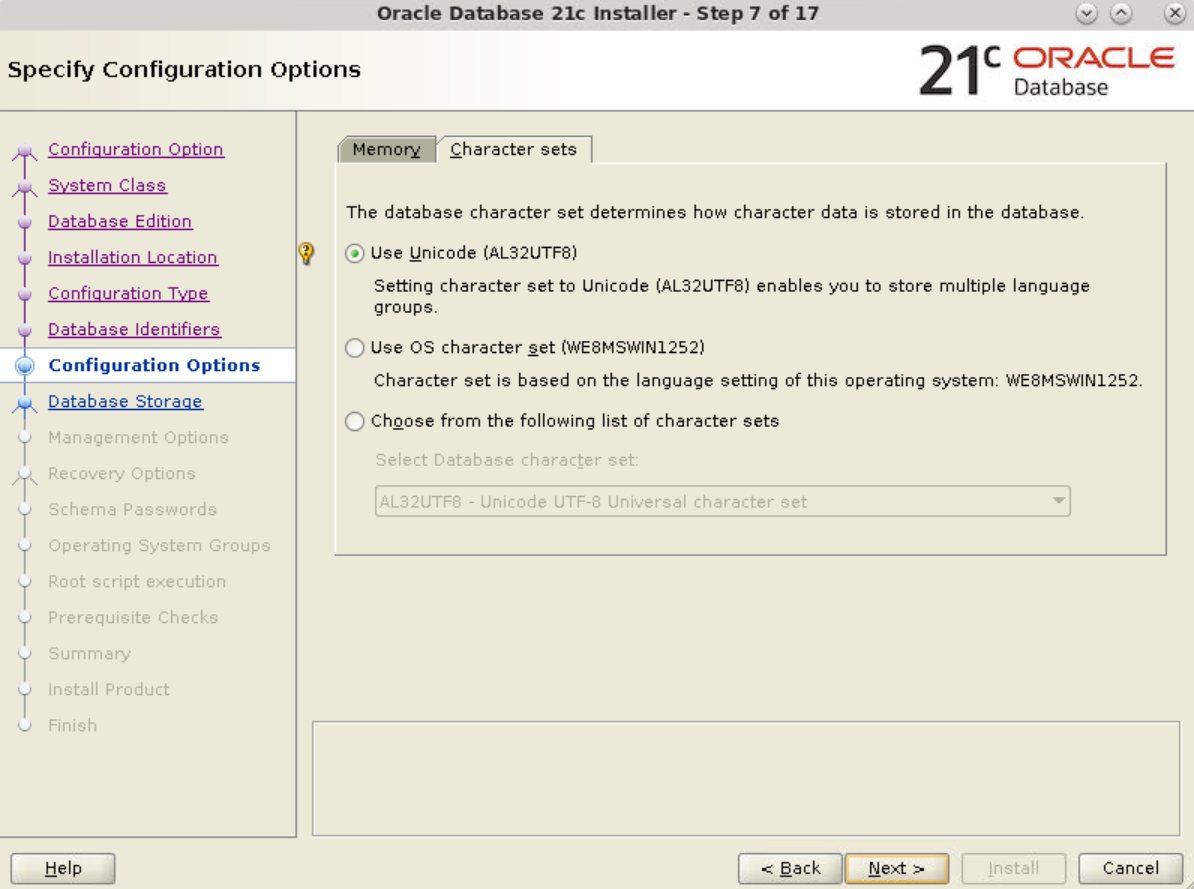 Oracle Database 21c Installer - Step 7 of 17
Specify Configuration Options
21c ORACLE
Database
Configuration Option
System Class
Database Edition
Installation Location
Configuration Type
Database Identifiers
Configuration Options
Database Storage
Management Options
Recovery Options
Schema Passwords
Operating System Groups
Root script execution
Prerequisite Checks
Summary
Install Product
Finish
Memory
Character sets
The database character set determines how character data is stored in the database.
Use Unicode (AL32UTF8)
Setting character set to Unicode (AL32UTF8) enables you to store multiple language
groups.
Use OS character set (WE8MSWIN1252)
Character set is based on the language setting of this operating system: WE8MSWIN1252.
Choose from the following list of character sets
Select Database character set:
AL32UTF8 - Unicode UTF-8 Universal character set
Help
< Back
Next >
Install
Cancel